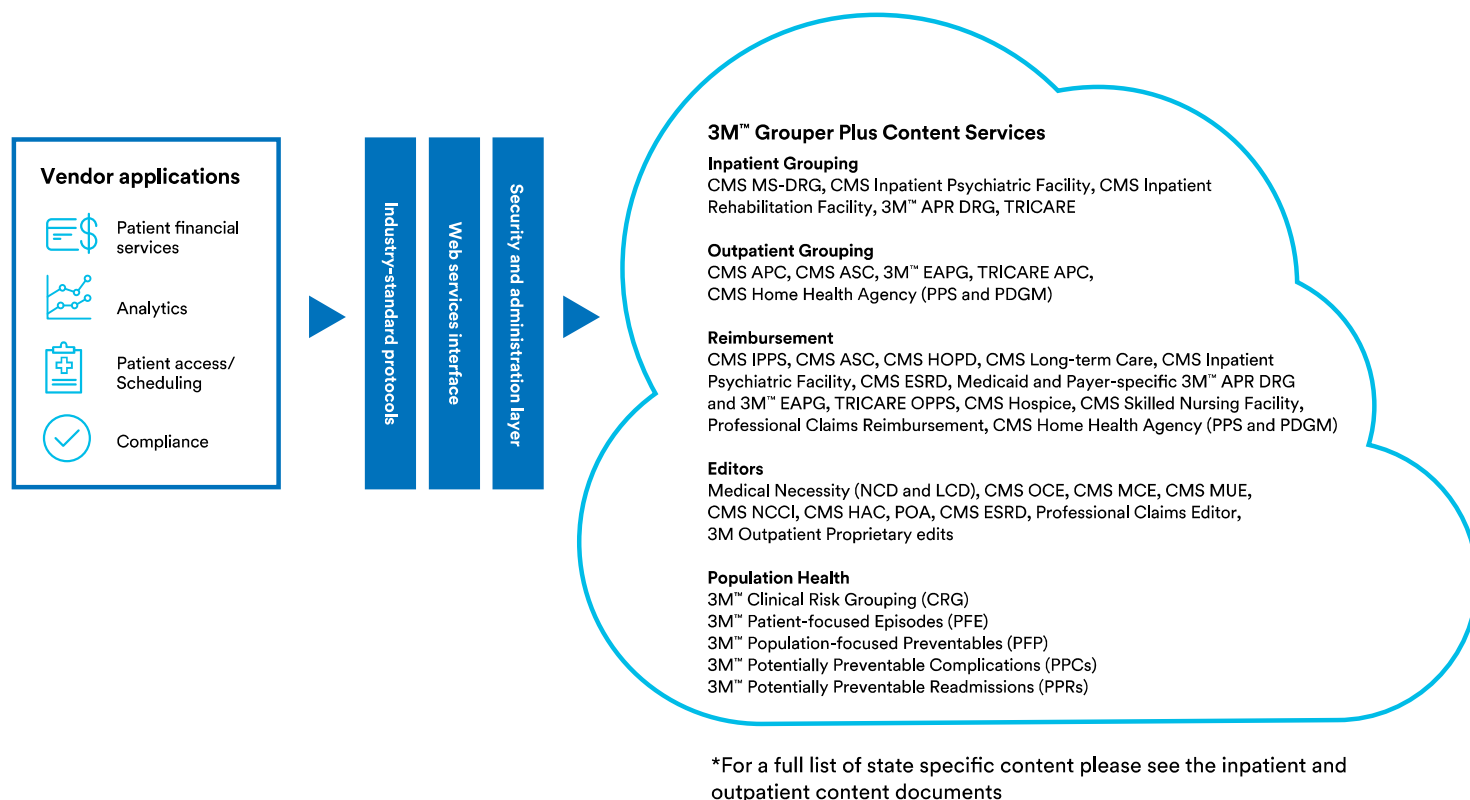 Vendor applications
Patient financial
services
Analytics
Patient access/
Scheduling
Compliance
Industry-standard protocols
Web services interface
Security and administration layer
3M™ Grouper Plus Content Services
Inpatient Grouping
CMS MS-DRG, CMS Inpatient Psychiatric Facility, CMS Inpatient
Rehabilitation Facility, 3M™ APR DRG, TRICARE
Outpatient Grouping
CMS APC, CMS ASC, 3M™ EAPG, TRICARE APC,
CMS Home Health Agency (PPS and PDGM)
Reimbursement
CMS IPPS, CMS ASC, CMS HOPD, CMS Long-term Care, CMS Inpatient
Psychiatric Facility, CMS ESRD, Medicaid and Payer-specific 3M™ APR DRG
and 3M™ EAPG, TRICARE OPPS, CMS Hospice, CMS Skilled Nursing Facility,
Professional Claims Reimbursement, CMS Home Health Agency (PPS and PDGM)
Editors
Medical Necessity (NCD and LCD), CMS OCE, CMS MCE, CMS MUE,
CMS NCCI, CMS HAC, POA, CMS ESRD, Professional Claims Editor,
3M Outpatient Proprietary edits
Population Health
3M™ Clinical Risk Grouping (CRG)
3M™ Patient-focused Episodes (PFE)
3M™ Population-focused Preventables (PFP)
3M™ Potentially Preventable Complications (PPCs)
3M™ Potentially Preventable Readmissions (PPRs)
*For a full list of state specific content please see the inpatient and
outpatient content documents